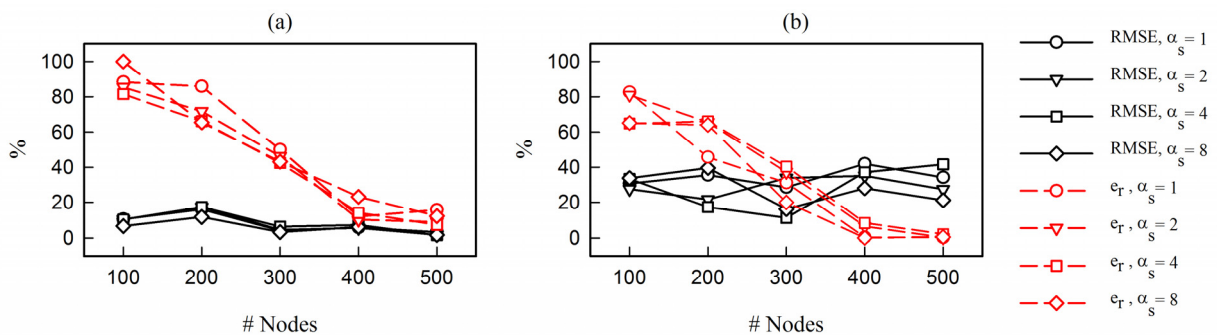 (a)
100
80
60
40
20
0
%
100 200 300 400 500
# Nodes
(b)
100
80
60
40
20
0
%
100 200 300 400 500
# Nodes
RMSE, αs = 1
RMSE, αs = 2
RMSE, αs = 4
RMSE, αs = 8
er , αs = 1
er , αs = 2
er , αs = 4
er , αs = 8